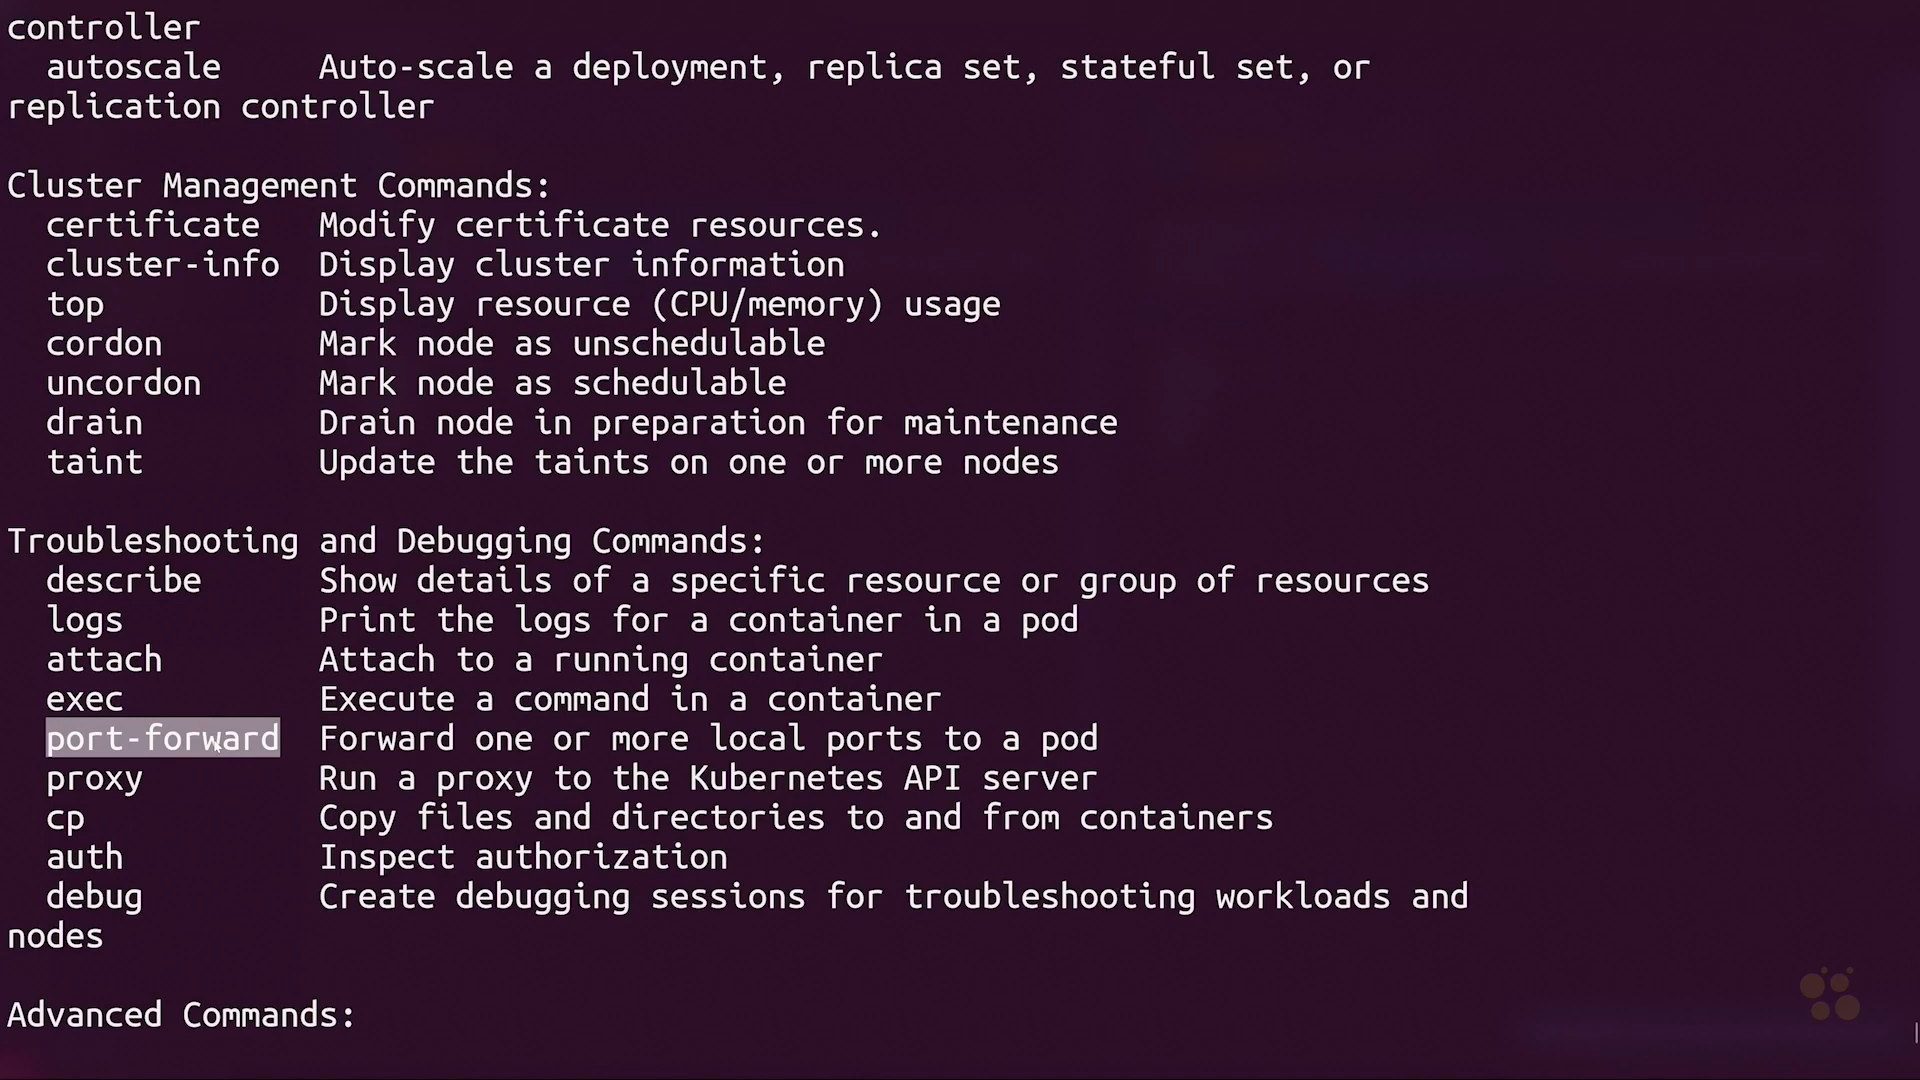 controller
  autoscale     Auto-scale a deployment, replica set, stateful set, or
replication controller

Cluster Management Commands:
  certificate   Modify certificate resources.
  cluster-info  Display cluster information
  top           Display resource (CPU/memory) usage
  cordon        Mark node as unschedulable
  uncordon      Mark node as schedulable
  drain         Drain node in preparation for maintenance
  taint         Update the taints on one or more nodes

Troubleshooting and Debugging Commands:
  describe      Show details of a specific resource or group of resources
  logs          Print the logs for a container in a pod
  attach        Attach to a running container
  exec          Execute a command in a container
  port-forward  Forward one or more local ports to a pod
  proxy         Run a proxy to the Kubernetes API server
  cp            Copy files and directories to and from containers
  auth          Inspect authorization
  debug         Create debugging sessions for troubleshooting workloads and
nodes

Advanced Commands: